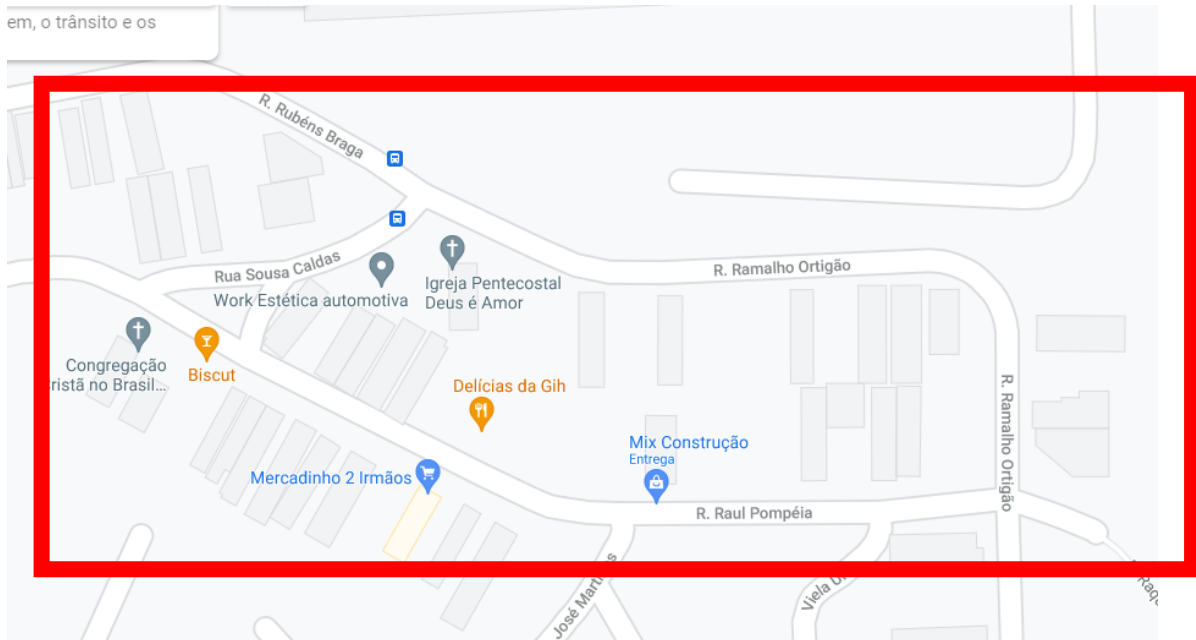 em, o trânsito e os
R. Rubéns Braga
Rua Sousa Caldas
R. Ramalho Ortigão
Igreja Pentecostal
Deus é Amor
Work Estética automotiva
Congregação
ristã no Brasil...
Biscut
Delícias da Gih
R. Ramalho Ortigão
Mix Construção
Entrega
Mercadinho 2 Irmãos
R. Raul Pompéia
José
Viela